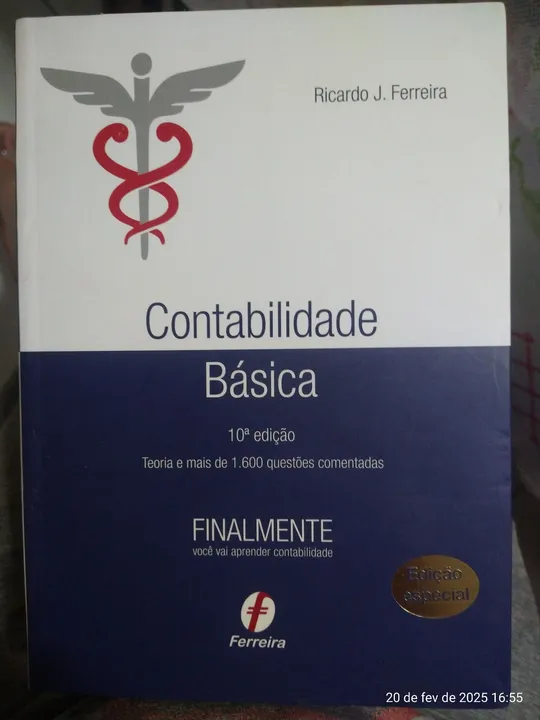 Ricardo J. Ferreira
Contabilidade
Básica
10ª edição
Teoria e mais de 1.600 questões comentadas
FINALMENTE
você vai aprender contabilidade
Edição
especial
Ferreira
20 de fev de 2025 16:55